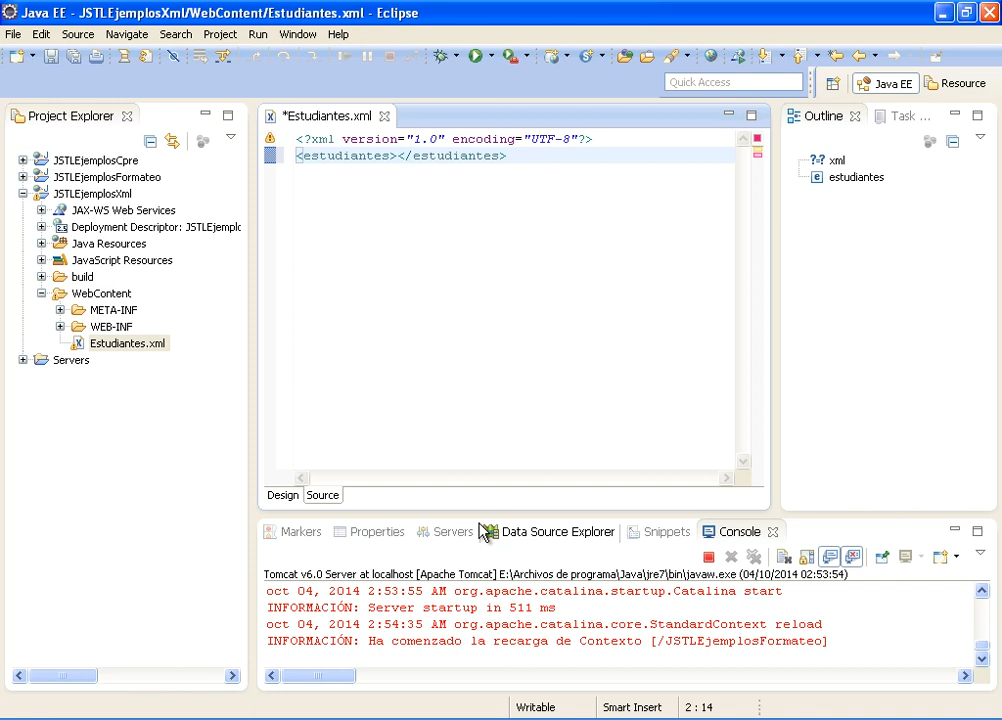 Java EE - JSTLEjemplosXml/WebContent/Estudiantes.xml - Eclipse
File Edit Source Navigate Search Project Run Window Help
Quick Access
Java EE
Resource
Project Explorer
JSTLEjemplosCpre
JSTLEjemplosFormateo
JSTLEjemplosXml
JAX-WS Web Services
Deployment Descriptor: JSTLEjemplo
Java Resources
JavaScript Resources
build
WebContent
META-INF
WEB-INF
Estudiantes.xml
Servers
*Estudiantes.xml
<?xml version="1.0" encoding="UTF-8"?>
<estudiantes></estudiantes>
Design Source
Outline
Task ...
?=? xml
e estudiantes
Markers Properties Servers Data Source Explorer Snippets Console
Tomcat v6.0 Server at localhost [Apache Tomcat] E:\Archivos de programa\Java\jre7\bin\javaw.exe (04/10/2014 02:53:54)
oct 04, 2014 2:53:55 AM org.apache.catalina.startup.Catalina start
INFORMACIÓN: Server startup in 511 ms
oct 04, 2014 2:54:35 AM org.apache.catalina.core.StandardContext reload
INFORMACIÓN: Ha comenzado la recarga de Contexto [/JSTLEjemplosFormateo]
Writable Smart Insert 2 : 14